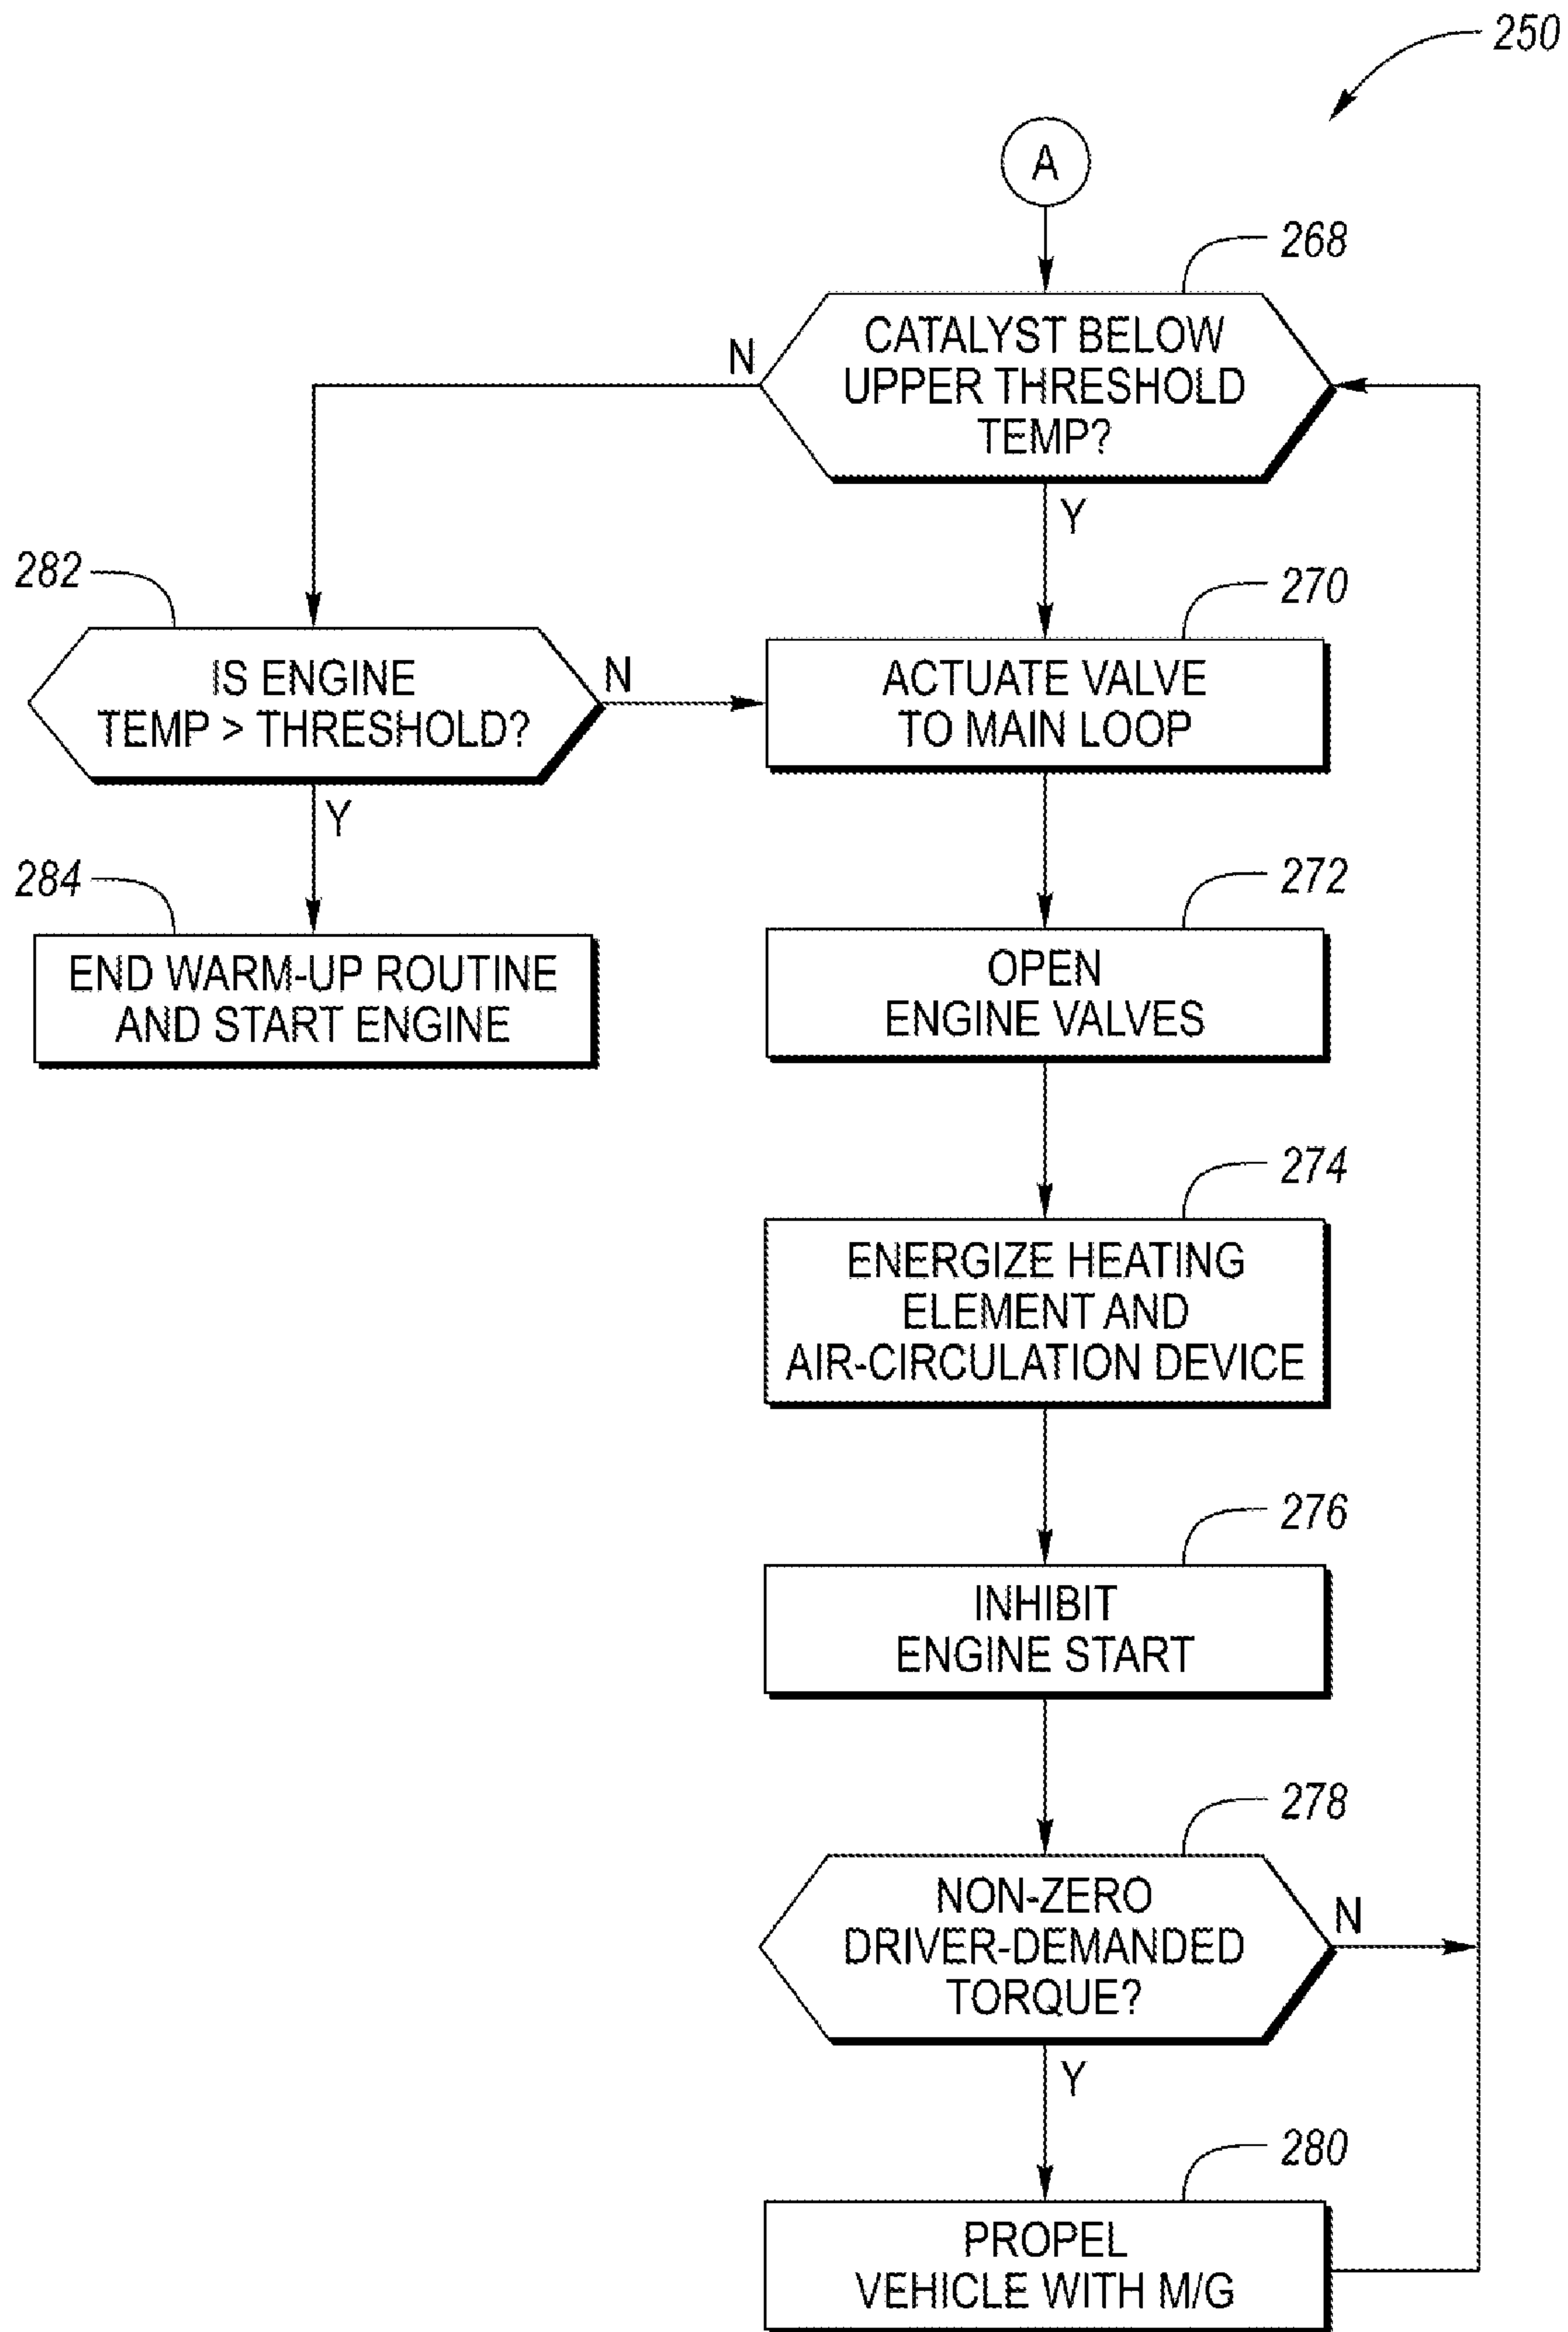 250
A
268
CATALYST BELOW
UPPER THRESHOLD
TEMP?
N
Y
282
IS ENGINE
TEMP > THRESHOLD?
N
Y
270
ACTUATE VALVE
TO MAIN LOOP
284
END WARM-UP ROUTINE
AND START ENGINE
272
OPEN
ENGINE VALVES
274
ENERGIZE HEATING
ELEMENT AND
AIR-CIRCULATION DEVICE
276
INHIBIT
ENGINE START
278
NON-ZERO
DRIVER-DEMANDED
TORQUE?
N
Y
280
PROPEL
VEHICLE WITH M/G